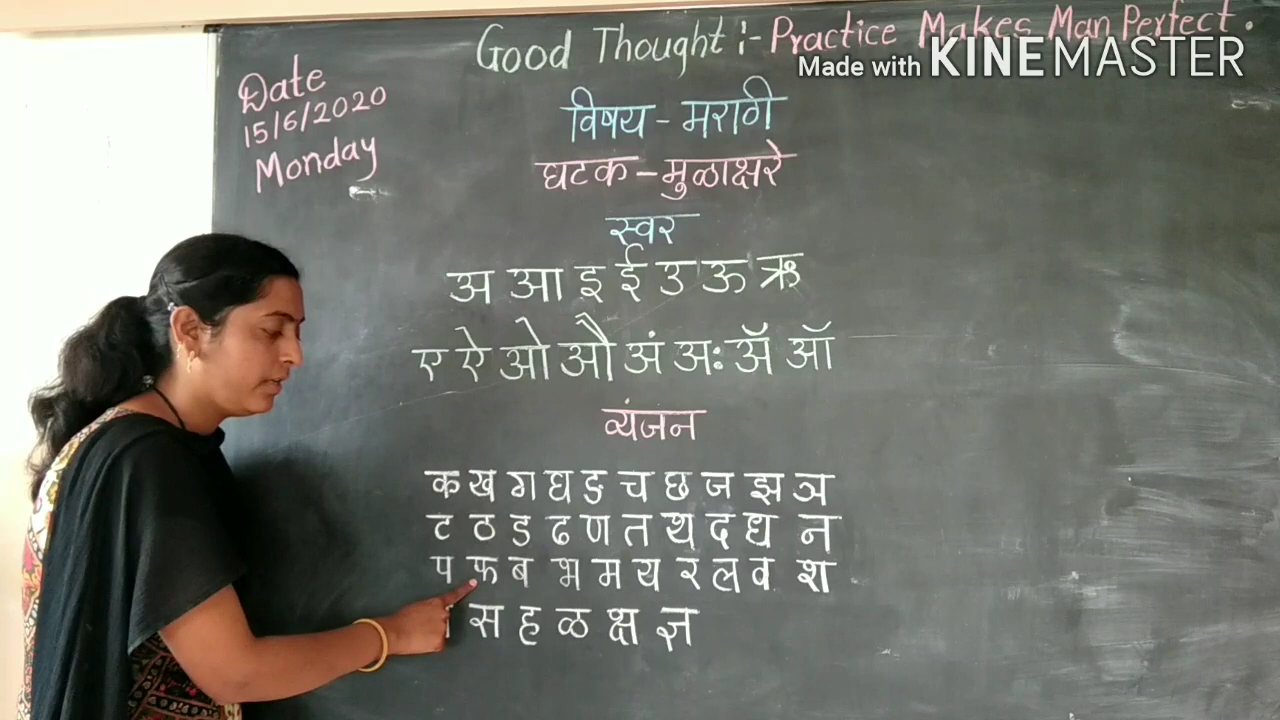 Good Thought :- Practice Makes Man Perfect.
Made with KINEMASTER
Date
15/6/2020
Monday
विषय - मराठी
घटक - मुळाक्षरे
स्वर
अ आ इ ई उ ऊ ऋ
ए ऐ ओ औ अं अः ॲ ऑ
व्यंजन
क ख ग घ ङ च छ ज झ ञ
ट ठ ड ढ ण त थ द ध न
प फ ब भ म य र ल व श
स ह ळ क्ष ज्ञ